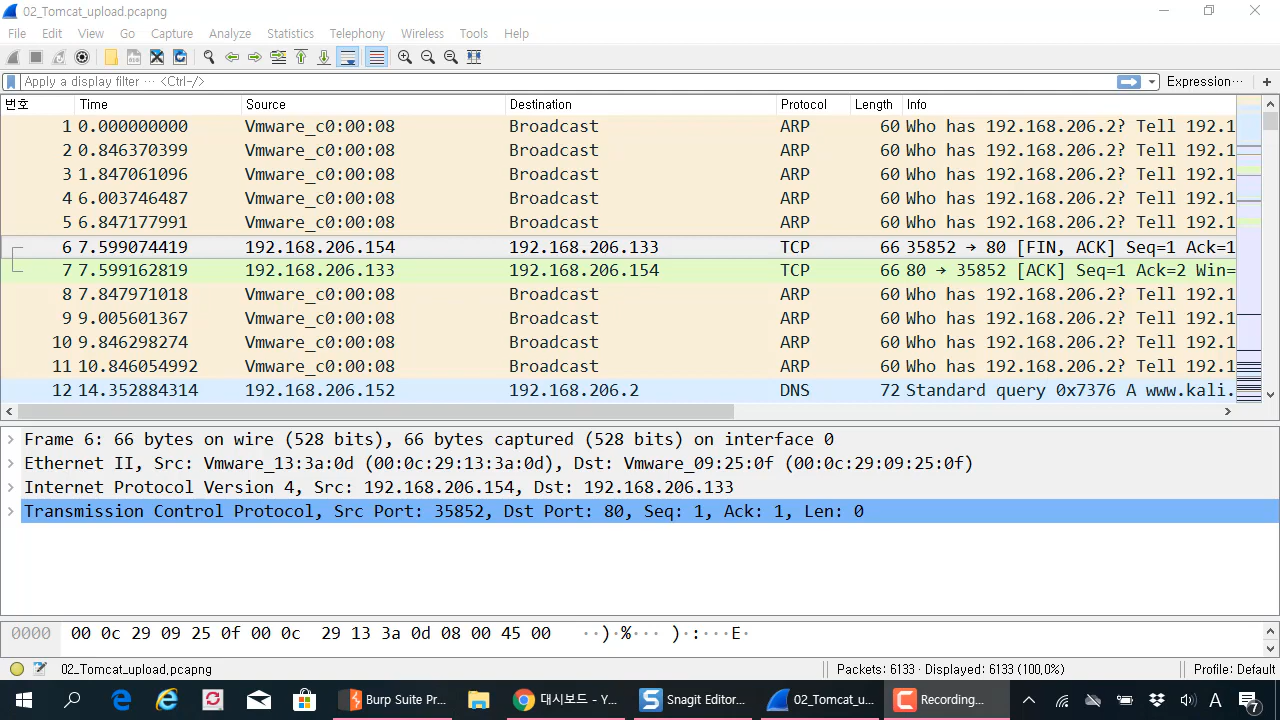 02_Tomcat_upload.pcapng
File Edit View Go Capture Analyze Statistics Telephony Wireless Tools Help
Apply a display filter ··· <Ctrl-/> Expression··· +
번호 Time Source Destination Protocol Length Info
1 0.000000000 Vmware_c0:00:08 Broadcast ARP 60 Who has 192.168.206.2? Tell 192.1
2 0.846370399 Vmware_c0:00:08 Broadcast ARP 60 Who has 192.168.206.2? Tell 192.1
3 1.847061096 Vmware_c0:00:08 Broadcast ARP 60 Who has 192.168.206.2? Tell 192.1
4 6.003746487 Vmware_c0:00:08 Broadcast ARP 60 Who has 192.168.206.2? Tell 192.1
5 6.847177991 Vmware_c0:00:08 Broadcast ARP 60 Who has 192.168.206.2? Tell 192.1
6 7.599074419 192.168.206.154 192.168.206.133 TCP 66 35852 → 80 [FIN, ACK] Seq=1 Ack=1
7 7.599162819 192.168.206.133 192.168.206.154 TCP 66 80 → 35852 [ACK] Seq=1 Ack=2 Win=
8 7.847971018 Vmware_c0:00:08 Broadcast ARP 60 Who has 192.168.206.2? Tell 192.1
9 9.005601367 Vmware_c0:00:08 Broadcast ARP 60 Who has 192.168.206.2? Tell 192.1
10 9.846298274 Vmware_c0:00:08 Broadcast ARP 60 Who has 192.168.206.2? Tell 192.1
11 10.846054992 Vmware_c0:00:08 Broadcast ARP 60 Who has 192.168.206.2? Tell 192.1
12 14.352884314 192.168.206.152 192.168.206.2 DNS 72 Standard query 0x7376 A www.kali.
Frame 6: 66 bytes on wire (528 bits), 66 bytes captured (528 bits) on interface 0
Ethernet II, Src: Vmware_13:3a:0d (00:0c:29:13:3a:0d), Dst: Vmware_09:25:0f (00:0c:29:09:25:0f)
Internet Protocol Version 4, Src: 192.168.206.154, Dst: 192.168.206.133
Transmission Control Protocol, Src Port: 35852, Dst Port: 80, Seq: 1, Ack: 1, Len: 0
0000 00 0c 29 09 25 0f 00 0c 29 13 3a 0d 08 00 45 00 ··)·%··· )·:···E·
02_Tomcat_upload.pcapng Packets: 6133 · Displayed: 6133 (100,0%) Profile: Default
Burp Suite Pr... 대시보드 - Y... Snagit Editor... 02_Tomcat_u... Recording... A 7